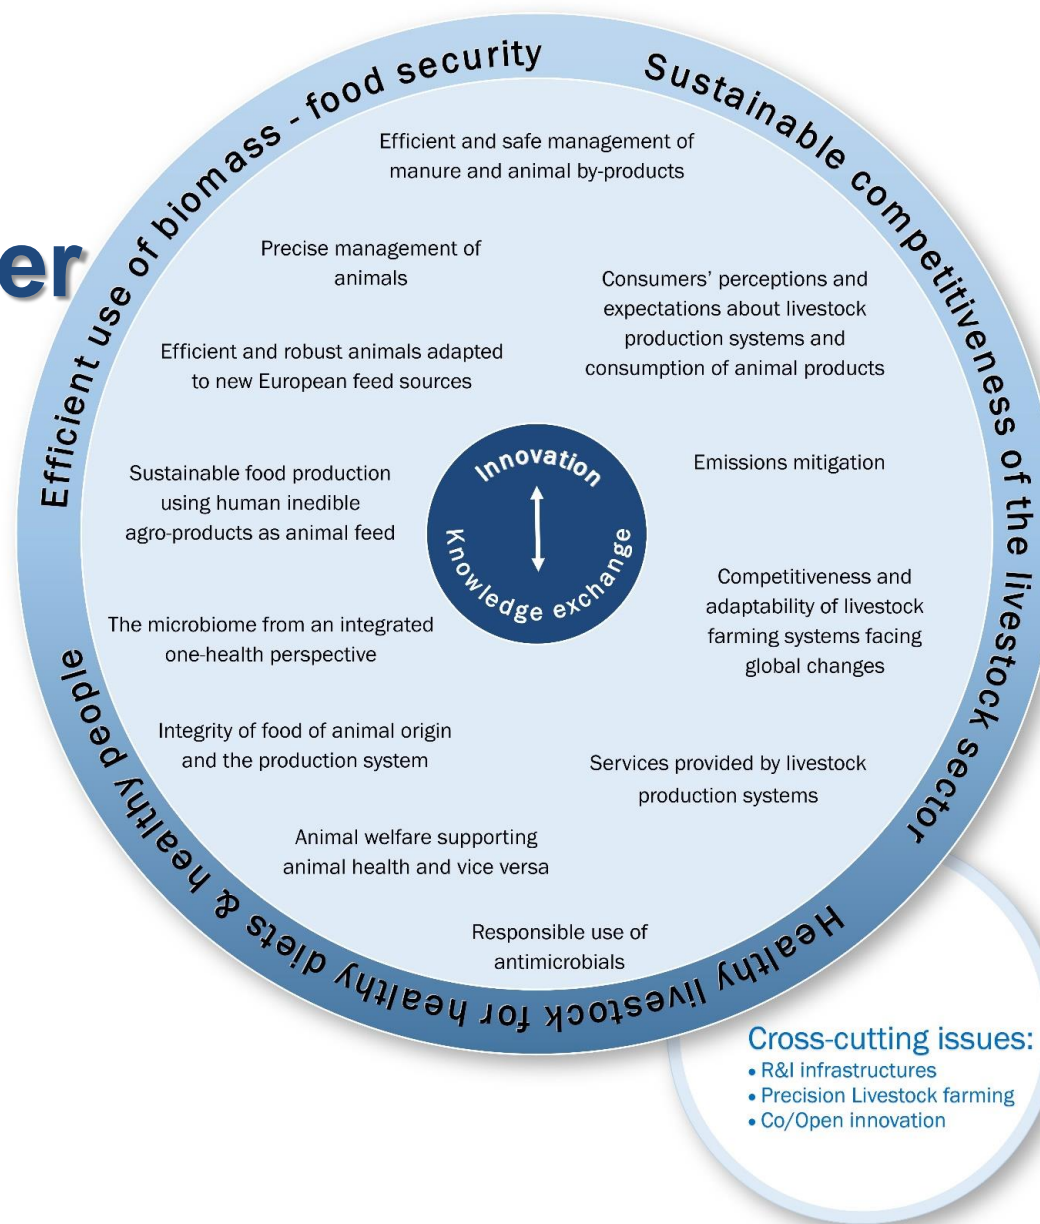 er
Efficient use of biomass - food security
Sustainable competitiveness of the livestock sector
Healthy livestock for healthy diets & healthy people
Efficient and safe management of
manure and animal by-products
Precise management of
animals
Consumers’ perceptions and
expectations about livestock
production systems and
consumption of animal products
Efficient and robust animals adapted
to new European feed sources
Sustainable food production
using human inedible
agro-products as animal feed
Innovation
Knowledge exchange
Emissions mitigation
Competitiveness and
adaptability of livestock
farming systems facing
global changes
The microbiome from an integrated
one-health perspective
Integrity of food of animal origin
and the production system
Services provided by livestock
production systems
Animal welfare supporting
animal health and vice versa
Responsible use of
antimicrobials
Cross-cutting issues:
• R&I infrastructures
• Precision Livestock farming
• Co/Open innovation